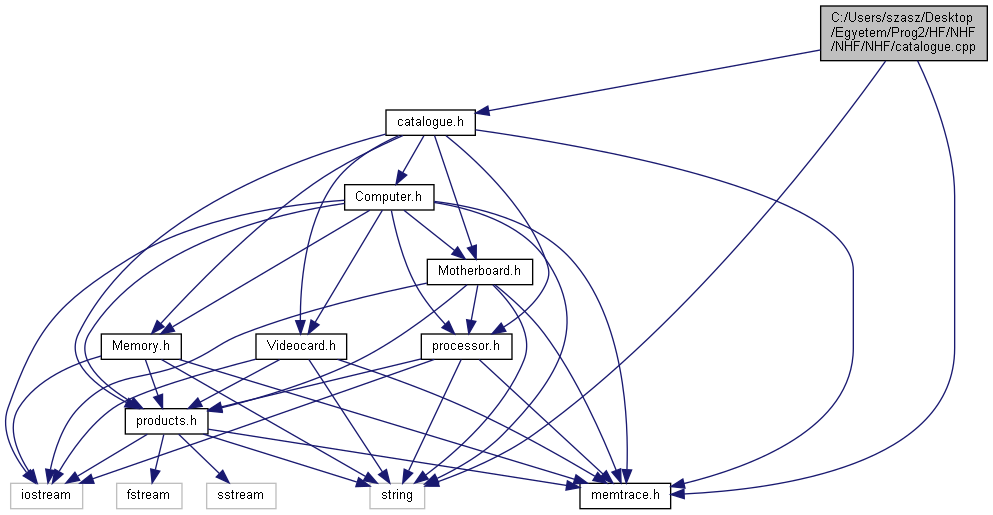 C:/Users/szasz/Desktop
/Egyetem/Prog2/HF/NHF
/NHF/NHF/catalogue.cpp
catalogue.h
Computer.h
Motherboard.h
Memory.h
Videocard.h
processor.h
products.h
iostream
fstream
sstream
string
memtrace.h